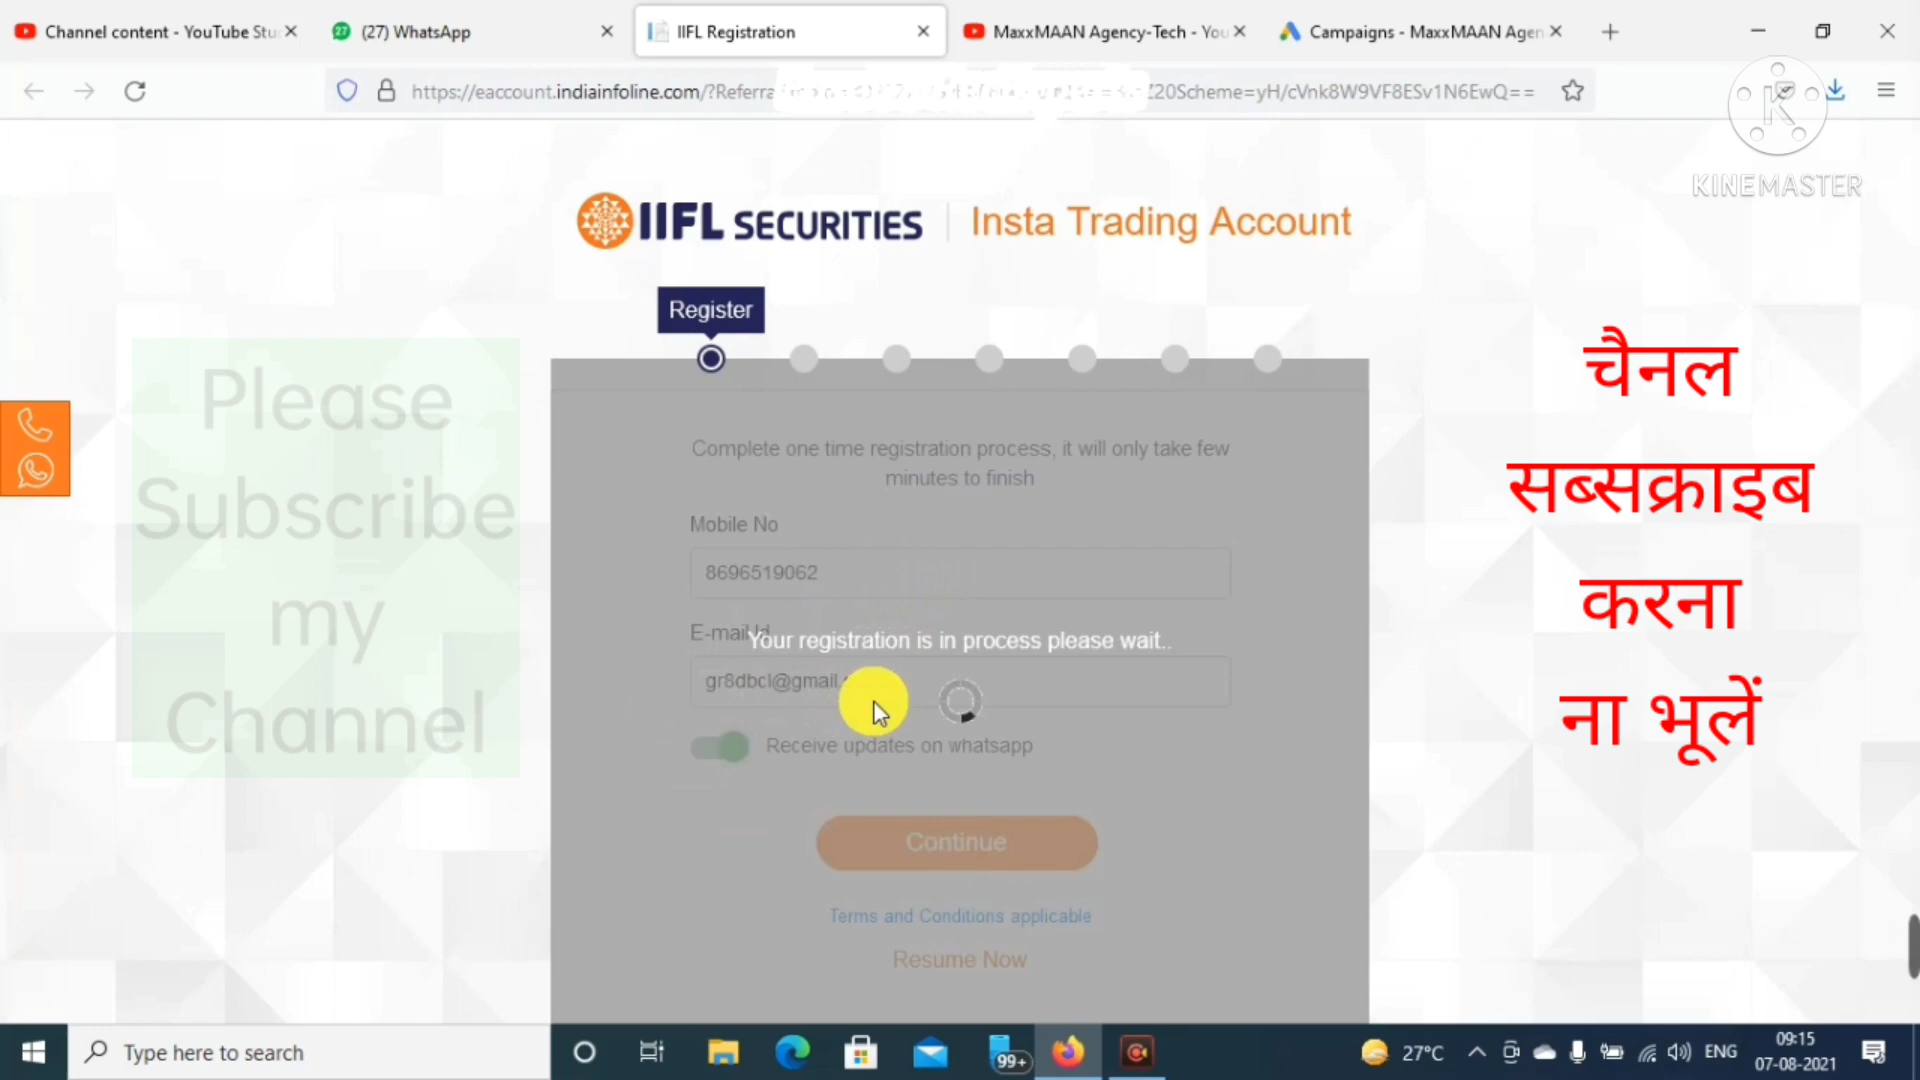 Channel content - YouTube Stu
(27) WhatsApp
IIFL Registration
MaxxMAAN Agency-Tech - You
Campaigns - MaxxMAAN Agen
https://eaccount.indiainfoline.com/?Referra
20Scheme=yH/cVnk8W9VF8ESv1N6EwQ==
KINEMASTER
IIFL SECURITIES
Insta Trading Account
Register
Please
Subscribe
my
Channel
चैनल
सब्सक्राइब
करना
ना भूलें
Complete one time registration process, it will only take few
minutes to finish
Mobile No
8696519062
E-mail Id
Your registration is in process please wait..
gr8dbcl@gmail.
Receive updates on whatsapp
Continue
Terms and Conditions applicable
Resume Now
Type here to search
99+
27°C
ENG
09:15
07-08-2021